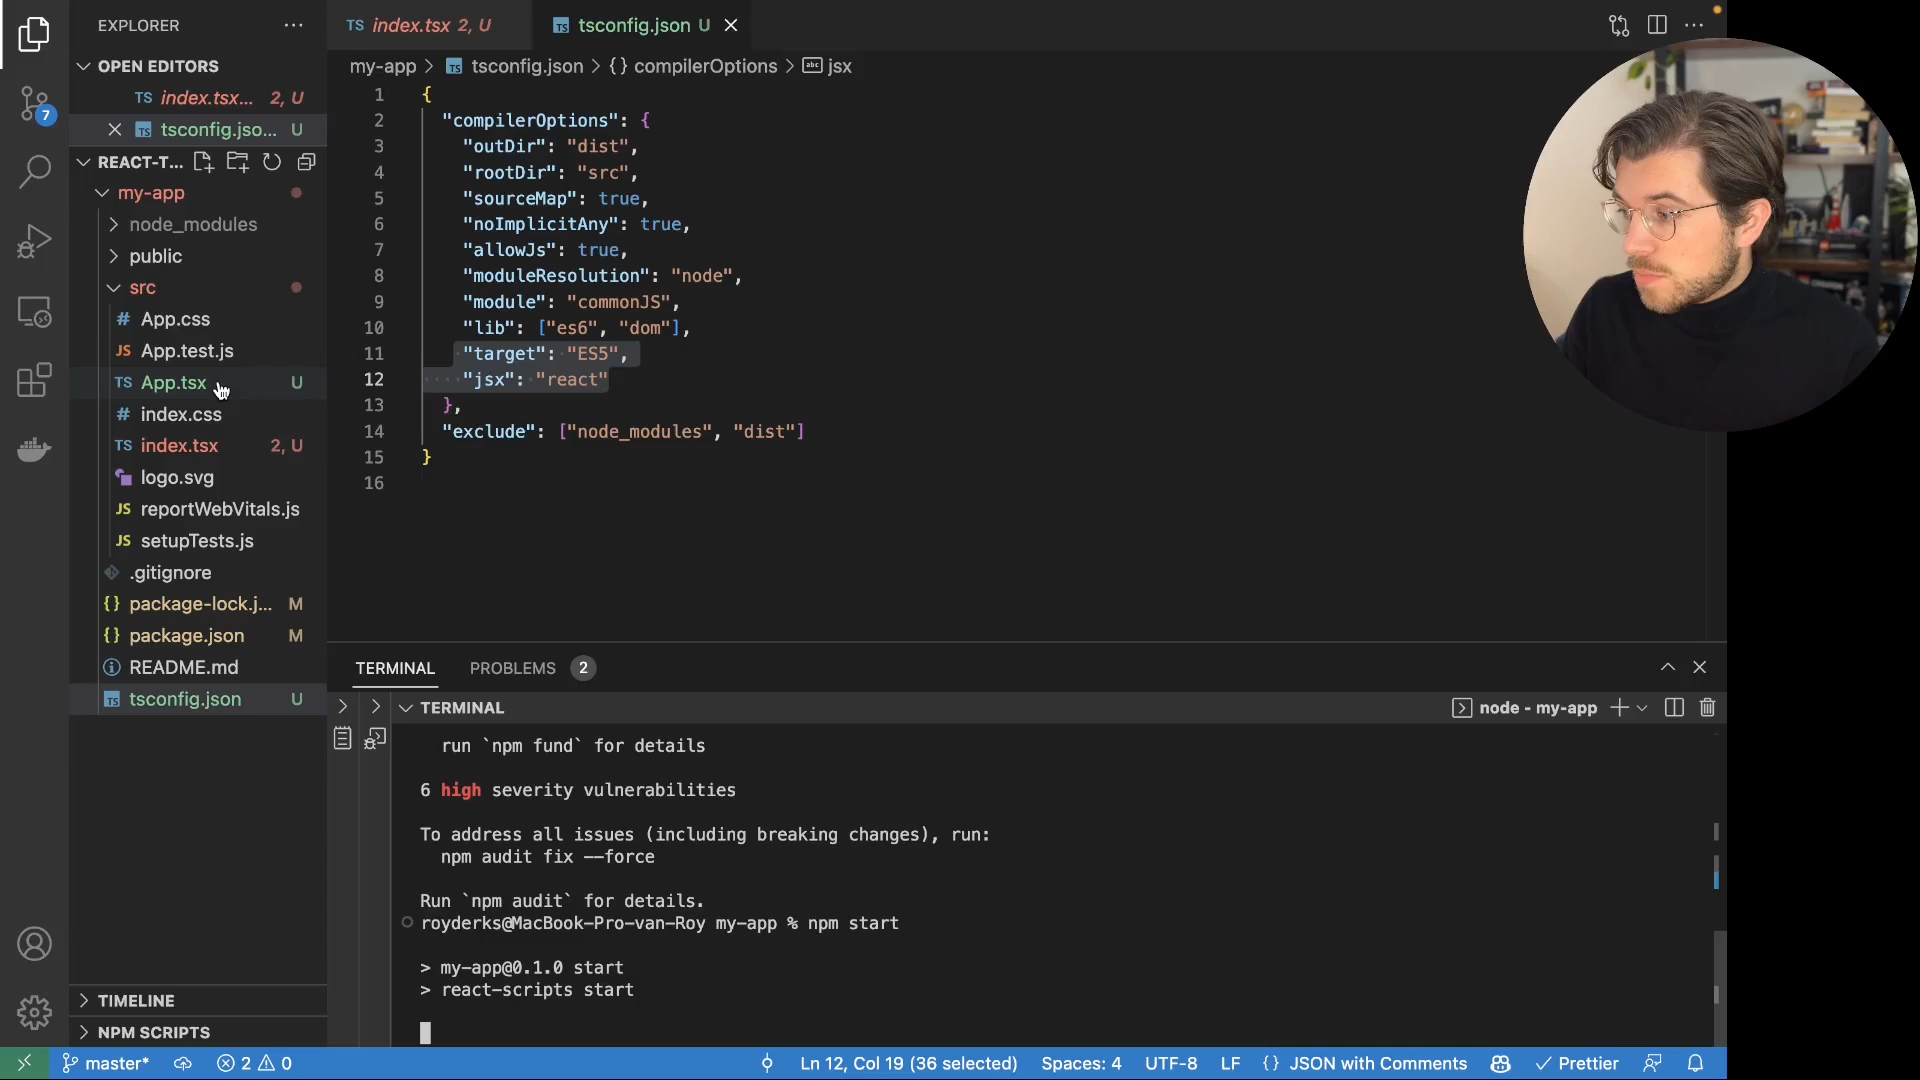 EXPLORER
OPEN EDITORS
TS index.tsx... 2, U
tsconfig.jso... U
REACT-T...
my-app
node_modules
public
src
# App.css
JS App.test.js
TS App.tsx U
# index.css
TS index.tsx 2, U
logo.svg
JS reportWebVitals.js
JS setupTests.js
.gitignore
{} package-lock.j... M
{} package.json M
README.md
TS tsconfig.json U
TIMELINE
NPM SCRIPTS
7
TS index.tsx 2, U
TS tsconfig.json U
my-app > TS tsconfig.json > {} compilerOptions > abc jsx
1 {
2 "compilerOptions": {
3 "outDir": "dist",
4 "rootDir": "src",
5 "sourceMap": true,
6 "noImplicitAny": true,
7 "allowJs": true,
8 "moduleResolution": "node",
9 "module": "commonJS",
10 "lib": ["es6", "dom"],
11 "target": "ES5",
12 "jsx": "react"
13 },
14 "exclude": ["node_modules", "dist"]
15 }
16
TERMINAL PROBLEMS 2
TERMINAL
node - my-app
run `npm fund` for details
6 high severity vulnerabilities
To address all issues (including breaking changes), run:
npm audit fix --force
Run `npm audit` for details.
royderks@MacBook-Pro-van-Roy my-app % npm start
> my-app@0.1.0 start
> react-scripts start
master* 2 0 Ln 12, Col 19 (36 selected) Spaces: 4 UTF-8 LF {} JSON with Comments Prettier